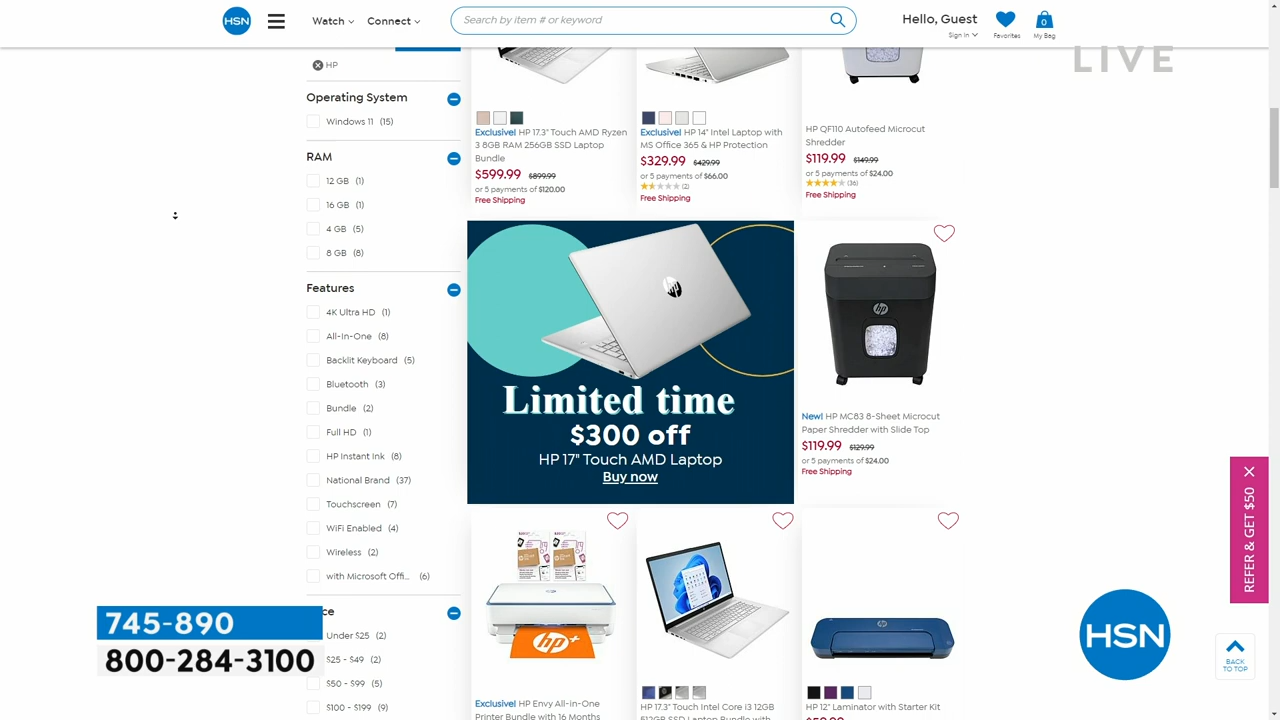 HSN
Watch
Connect
Search by item # or keyword
Hello, Guest
Sign In
Favorites
0
My Bag
LIVE
HP
Operating System
Windows 11 (15)
RAM
12 GB (1)
16 GB (1)
4 GB (5)
8 GB (8)
Features
4K Ultra HD (1)
All-In-One (8)
Backlit Keyboard (5)
Bluetooth (3)
Bundle (2)
Full HD (1)
HP Instant Ink (8)
National Brand (37)
Touchscreen (7)
WiFi Enabled (4)
Wireless (2)
with Microsoft Offi... (6)
ce
Under $25 (2)
$25 - $49 (2)
$50 - $99 (5)
$100 - $199 (9)
Exclusive! HP 17.3" Touch AMD Ryzen
3 8GB RAM 256GB SSD Laptop
Bundle
$599.99 $899.99
or 5 payments of $120.00
Free Shipping
Exclusive! HP 14" Intel Laptop with
MS Office 365 & HP Protection
$329.99 $429.99
or 5 payments of $66.00
(2)
Free Shipping
HP QF110 Autofeed Microcut
Shredder
$119.99 $149.99
or 5 payments of $24.00
(36)
Free Shipping
hp
Limited time
$300 off
HP 17" Touch AMD Laptop
Buy now
hp
New! HP MC83 8-Sheet Microcut
Paper Shredder with Slide Top
$119.99 $129.99
or 5 payments of $24.00
Free Shipping
hp+
Exclusive! HP Envy All-in-One
Printer Bundle with 16 Months
HP 17.3" Touch Intel Core i3 12GB
512GB SSD Laptop Bundle with
hp
HP 12" Laminator with Starter Kit
REFER & GET $50
745-890
800-284-3100
HSN
BACK
TO TOP